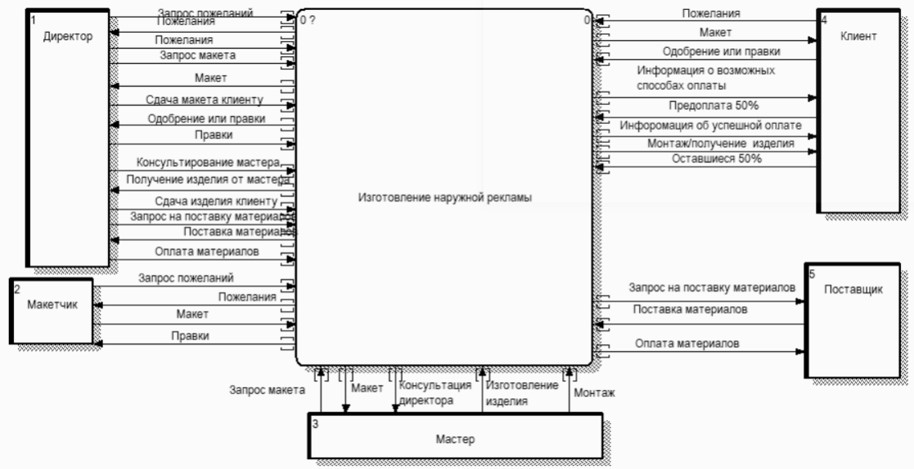 1
Директор
Запрос пожеланий
Пожелания
Пожелания
Запрос макета
Макет
Сдача макета клиенту
Одобрение или правки
Правки
Консультирование мастера
Получение изделия от мастера
Сдача изделия клиенту
Запрос на поставку материалов
Поставка материалов
Оплата материалов
2
Макетчик
Запрос пожеланий
Пожелания
Макет
Правки
0 ?
0
Изготовление наружной рекламы
4
Клиент
Пожелания
Макет
Одобрение или правки
Информация о возможных
способах оплаты
Предоплата 50%
Инфоромация об успешной оплате
Монтаж/получение изделия
Оставшиеся 50%
5
Поставщик
Запрос на поставку материалов
Поставка материалов
Оплата материалов
Запрос макета
Макет
Консультация
директора
Изготовление
изделия
Монтаж
3
Мастер